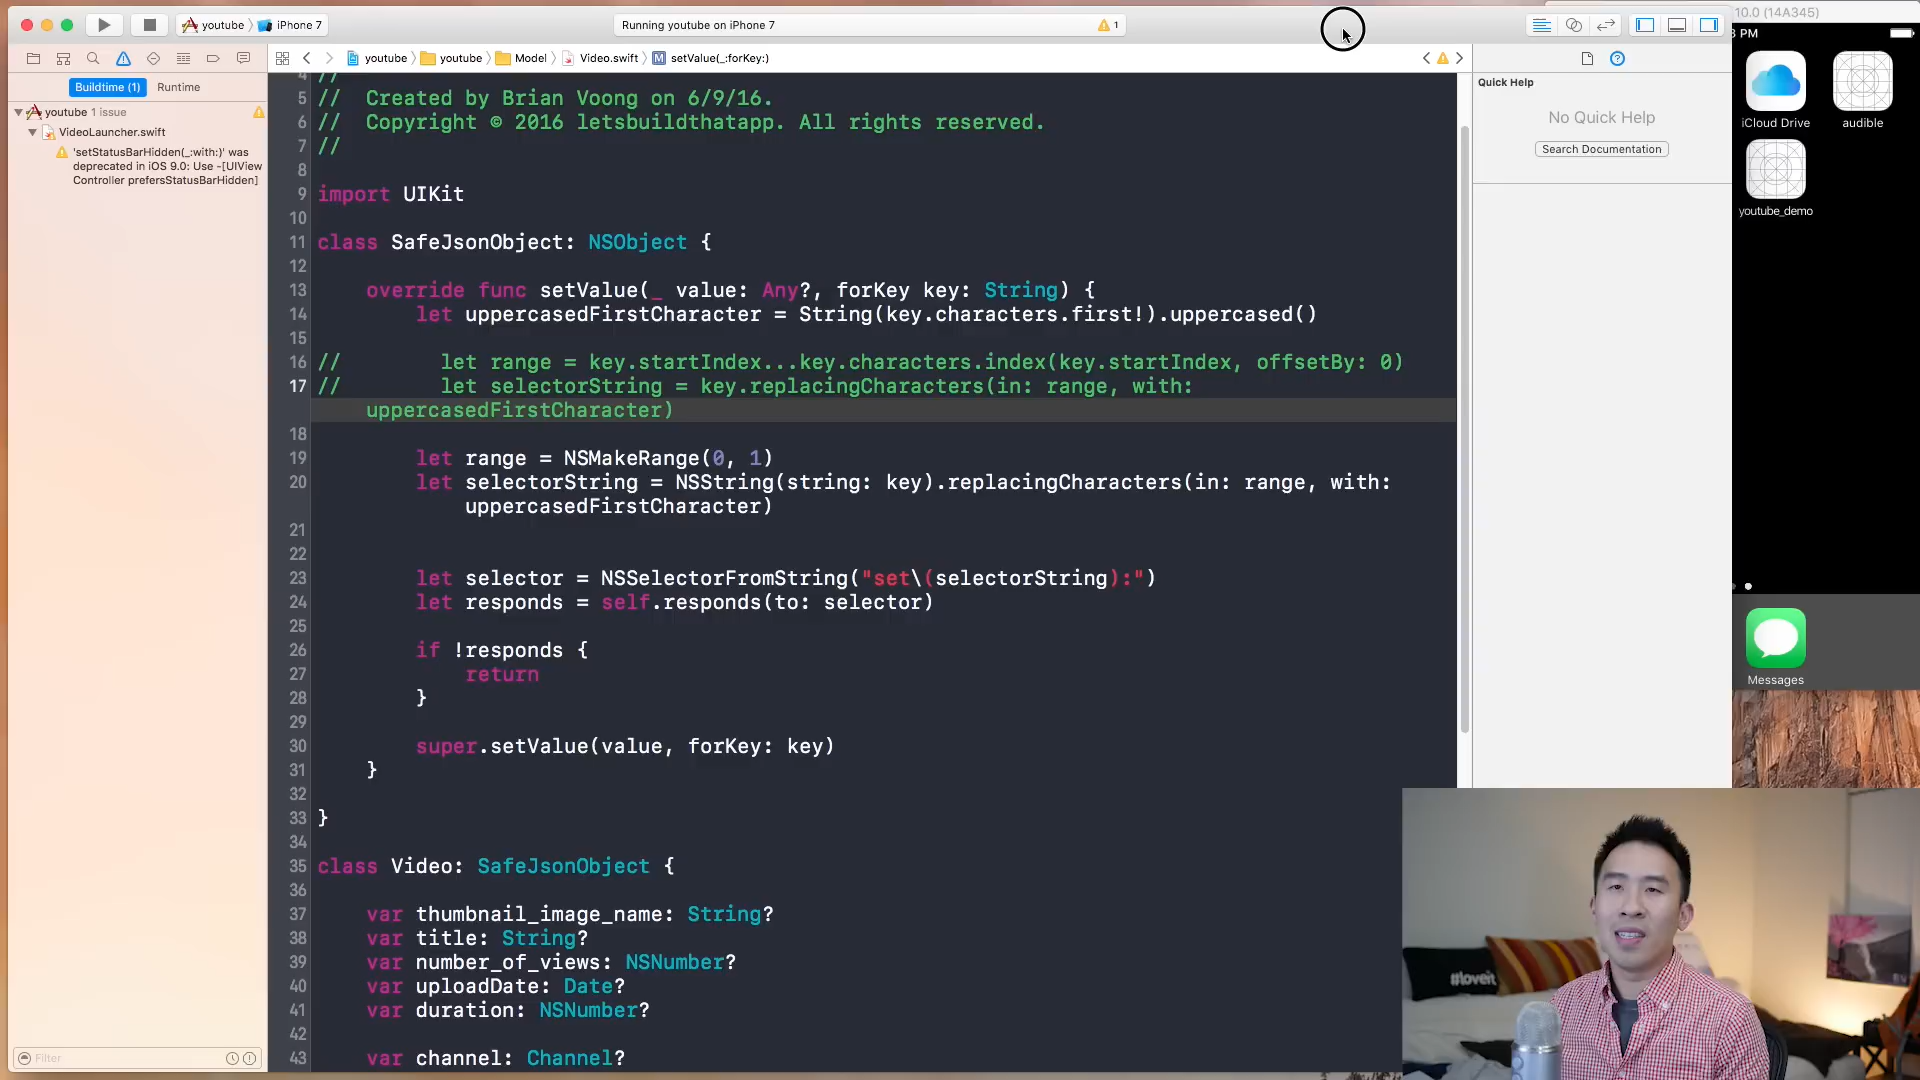 youtube
iPhone 7
Running youtube on iPhone 7
1
10.0 (14A345)
PM
youtube
youtube
Model
Video.swift
M
setValue(_:forKey:)
Buildtime (1)
Runtime
youtube 1 issue
VideoLauncher.swift
'setStatusBarHidden(_:with:)' was
deprecated in iOS 9.0: Use -[UIView
Controller prefersStatusBarHidden]
Filter
4 //
5 // Created by Brian Voong on 6/9/16.
6 // Copyright © 2016 letsbuildthatapp. All rights reserved.
7 //
8
9 import UIKit
10
11 class SafeJsonObject: NSObject {
12
13 override func setValue(_ value: Any?, forKey key: String) {
14 let uppercasedFirstCharacter = String(key.characters.first!).uppercased()
15
16 // let range = key.startIndex...key.characters.index(key.startIndex, offsetBy: 0)
17 // let selectorString = key.replacingCharacters(in: range, with:
uppercasedFirstCharacter)
18
19 let range = NSMakeRange(0, 1)
20 let selectorString = NSString(string: key).replacingCharacters(in: range, with:
uppercasedFirstCharacter)
21
22
23 let selector = NSSelectorFromString("set\(selectorString):")
24 let responds = self.responds(to: selector)
25
26 if !responds {
27 return
28 }
29
30 super.setValue(value, forKey: key)
31 }
32
33 }
34
35 class Video: SafeJsonObject {
36
37 var thumbnail_image_name: String?
38 var title: String?
39 var number_of_views: NSNumber?
40 var uploadDate: Date?
41 var duration: NSNumber?
42
43 var channel: Channel?
Quick Help
No Quick Help
Search Documentation
iCloud Drive
audible
youtube_demo
Messages
#loveit